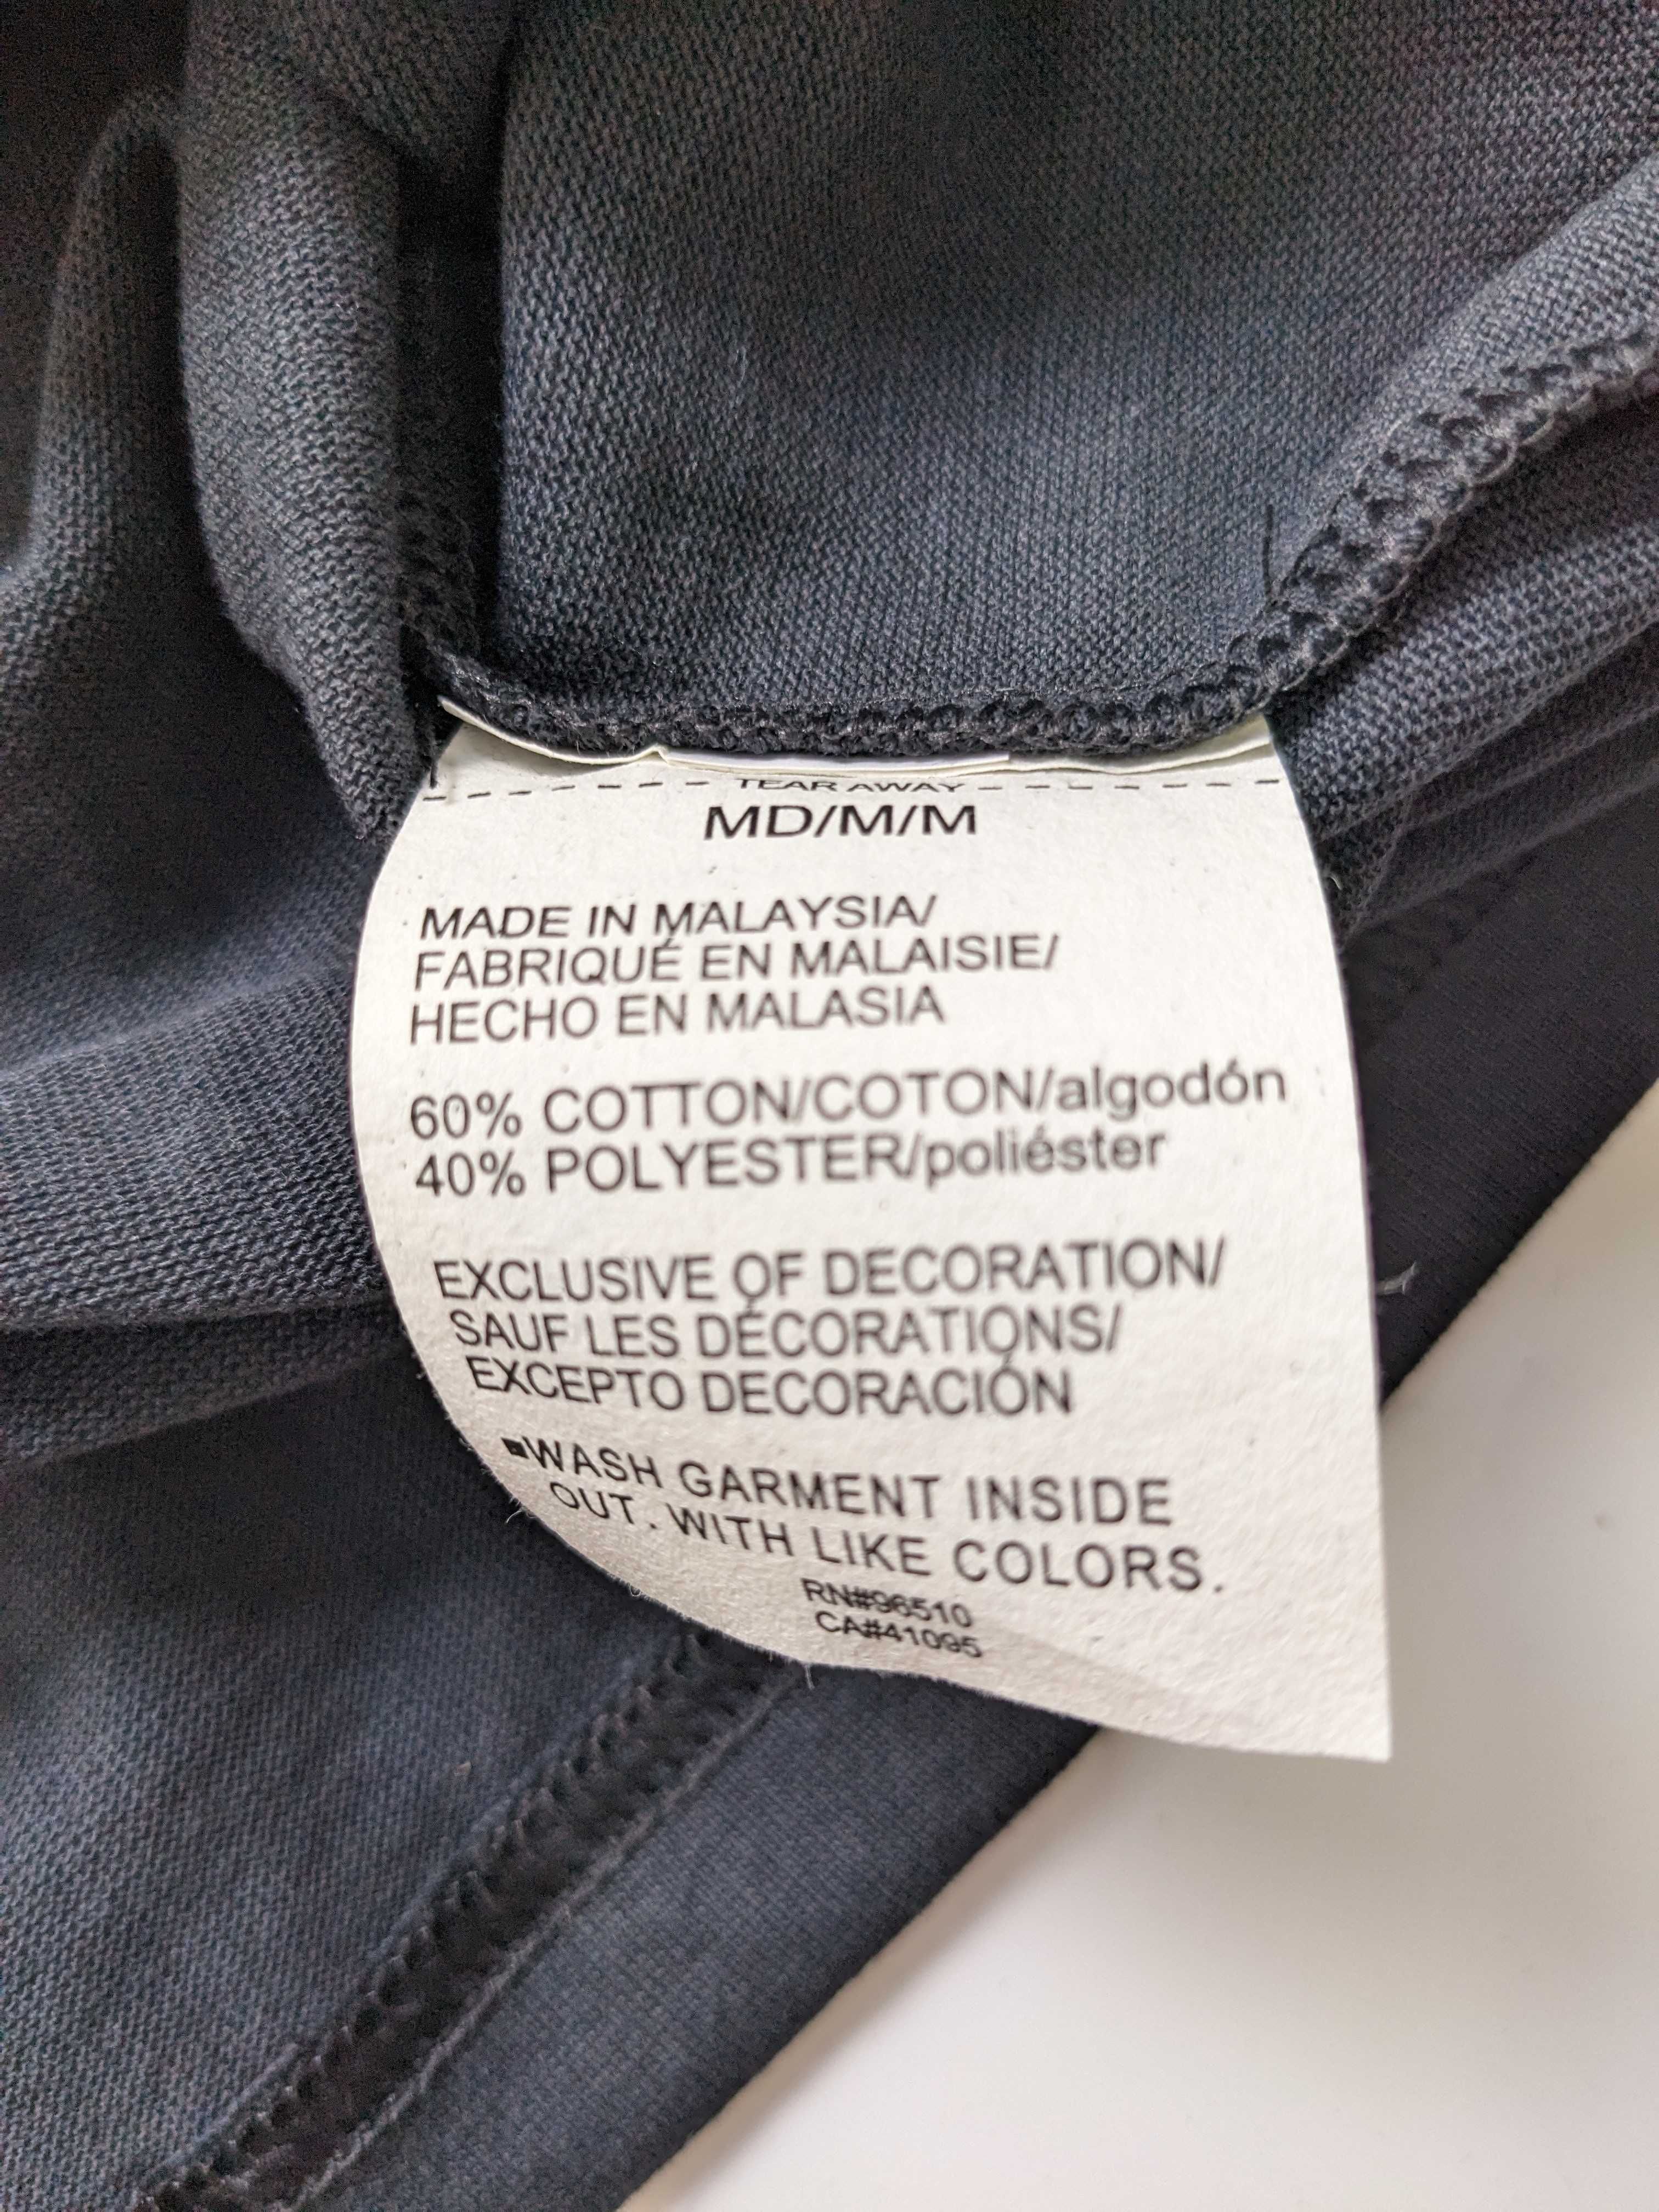 TEAR AWAY
MD/M/M
MADE IN MALAYSIA/
FABRIQUÉ EN MALAISIE/
HECHO EN MALASIA
60% COTTON/COTON/algodón
40% POLYESTER/poliéster
EXCLUSIVE OF DECORATION/
SAUF LES DÉCORATIONS/
EXCEPTO DECORACIÓN
▪WASH GARMENT INSIDE
OUT. WITH LIKE COLORS.
RN#96510
CA#41095